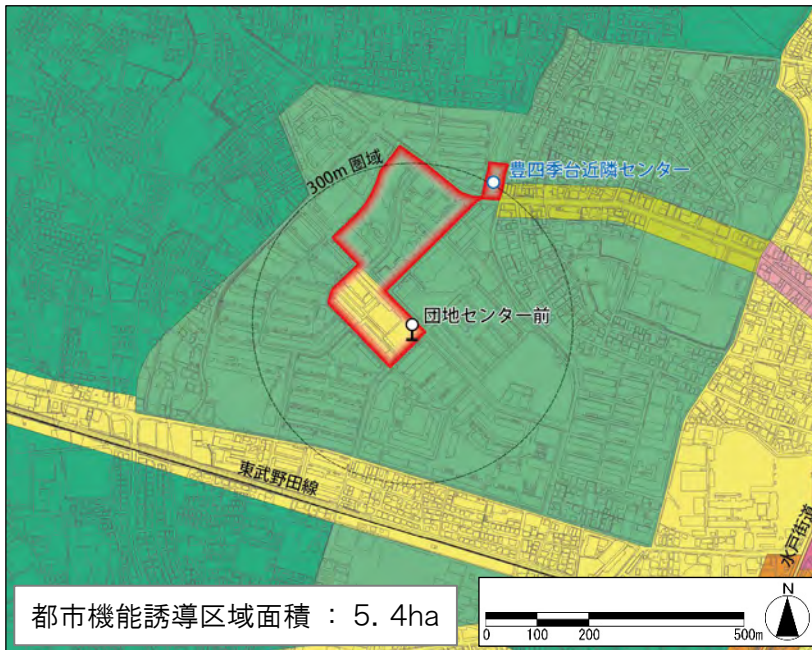 300m 圏域
豊四季台近隣センター
団地センター前
東武野田線
水戸街道
都市機能誘導区域面積 ： 5．4ha
N
0 100 200 500m